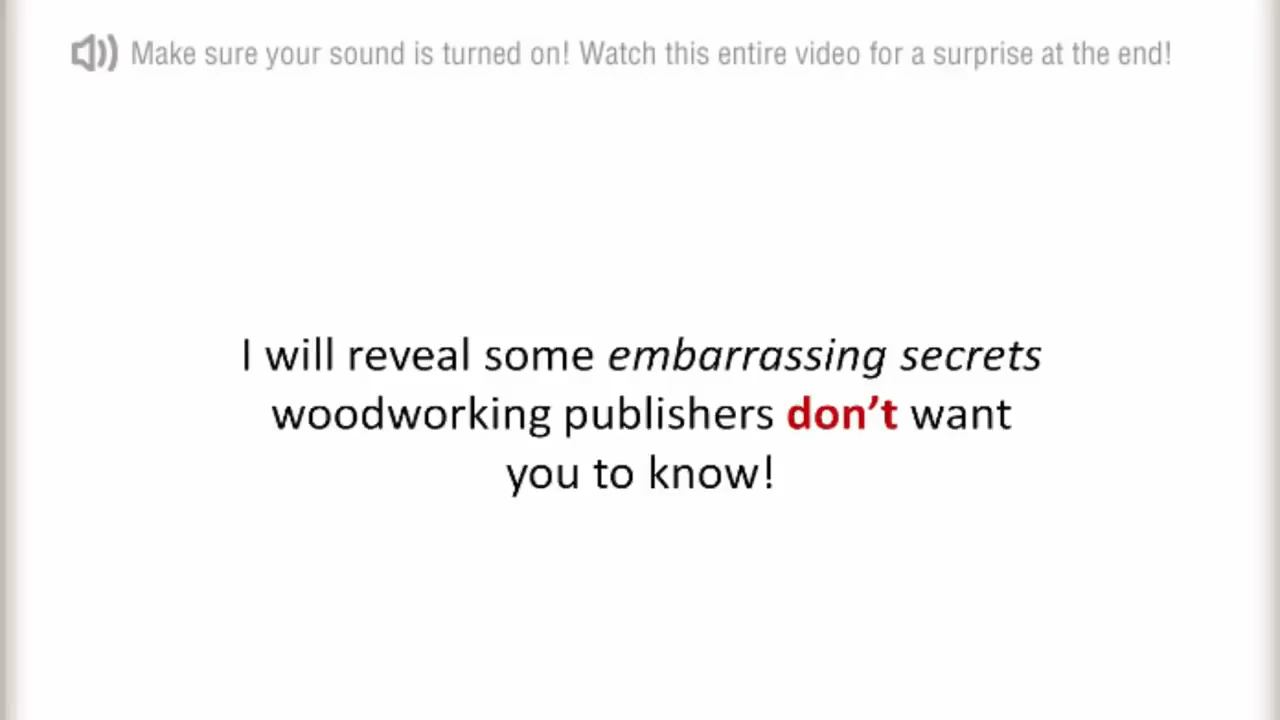 Make sure your sound is turned on! Watch this entire video for a surprise at the end!
I will reveal some embarrassing secrets
woodworking publishers don’t want
you to know!